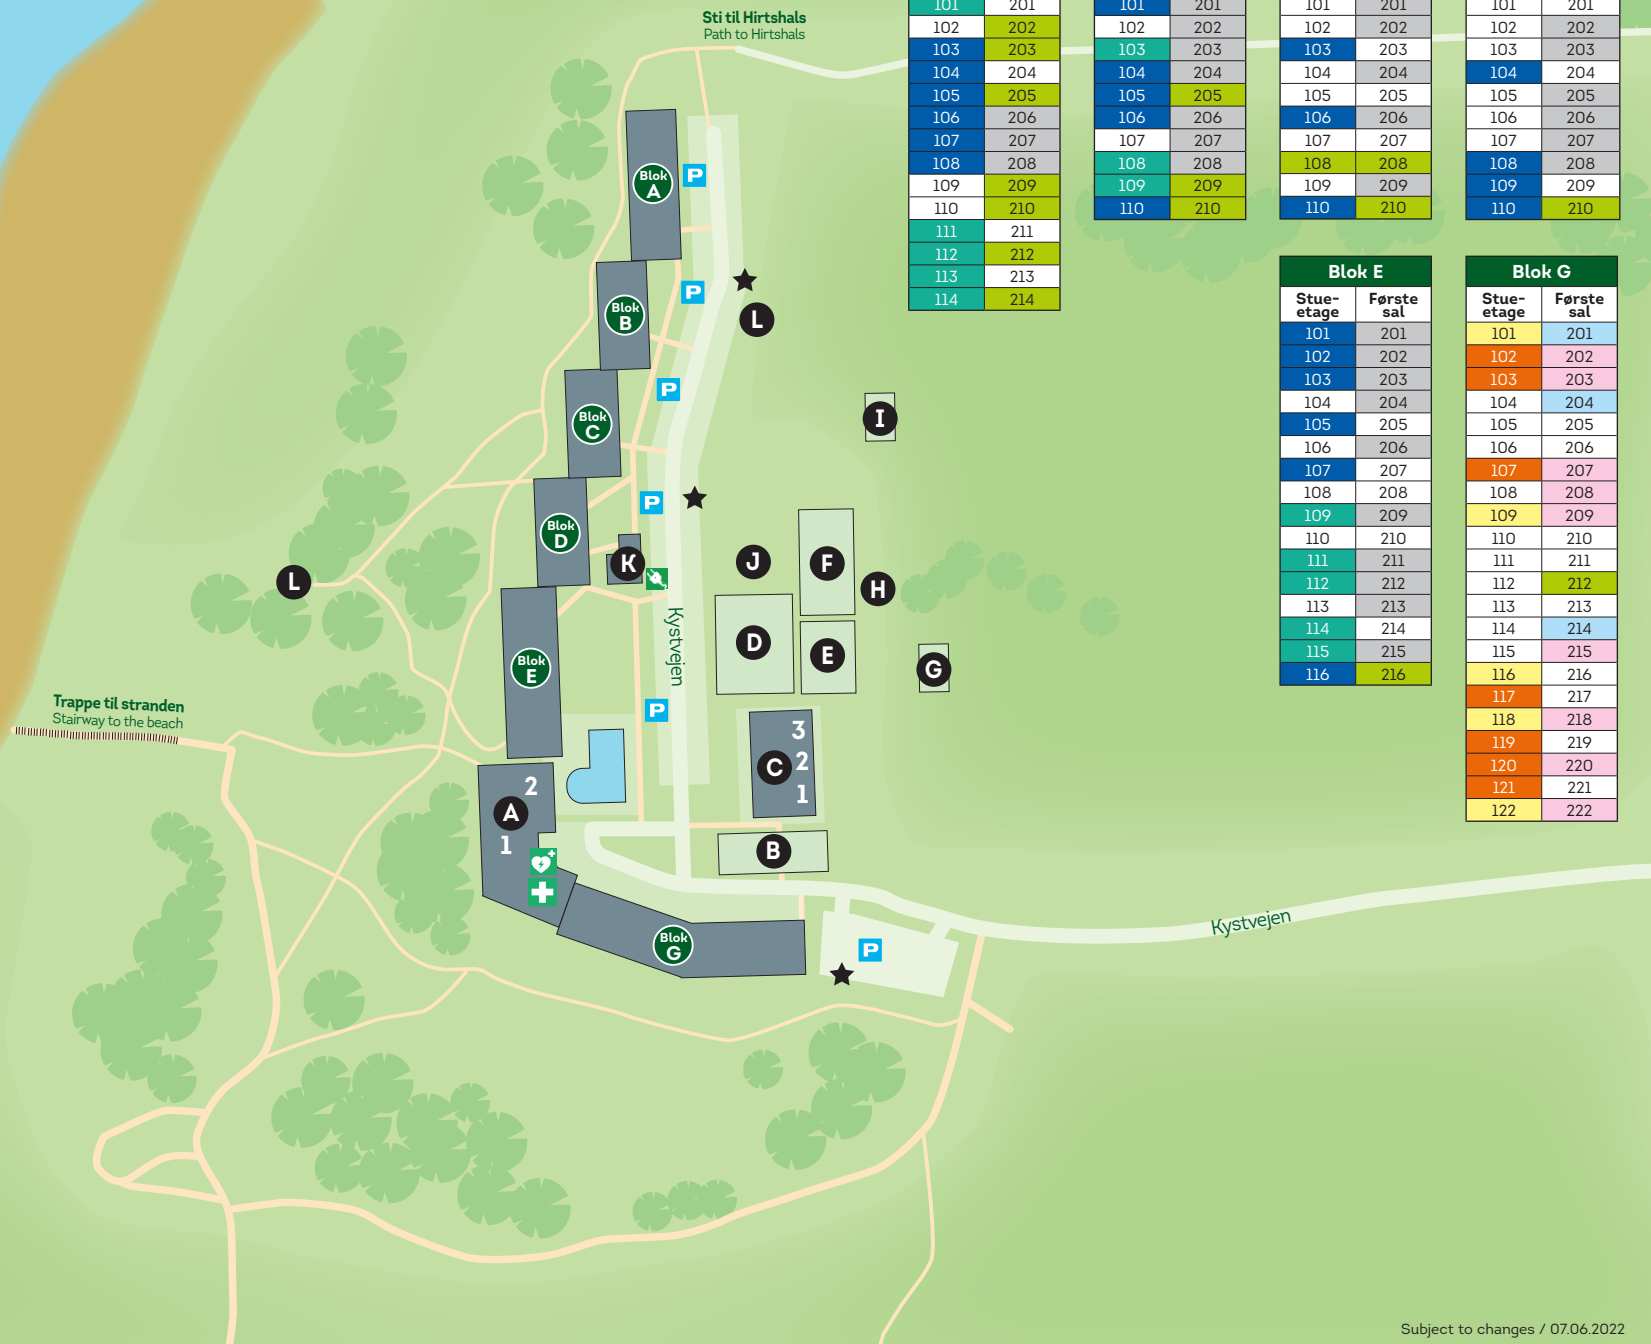 Sti til Hirtshals
Path to Hirtshals
101 201
102 202
103 203
104 204
105 205
106 206
107 207
108 208
109 209
110 210
111 211
112 212
113 213
114 214
101 201
102 202
103 203
104 204
105 205
106 206
107 207
108 208
109 209
110 210
101 201
102 202
103 203
104 204
105 205
106 206
107 207
108 208
109 209
110 210
101 201
102 202
103 203
104 204
105 205
106 206
107 207
108 208
109 209
110 210
Blok E
Stue-
etage
Første
sal
101 201
102 202
103 203
104 204
105 205
106 206
107 207
108 208
109 209
110 210
111 211
112 212
113 213
114 214
115 215
116 216
Blok G
Stue-
etage
Første
sal
101 201
102 202
103 203
104 204
105 205
106 206
107 207
108 208
109 209
110 210
111 211
112 212
113 213
114 214
115 215
116 216
117 217
118 218
119 219
120 220
121 221
122 222
Blok
A
P
Blok
B
P
L
P
Blok
C
I
P
Blok
D
K
J
F
H
L
Kystvejen
D
E
G
Blok
E
Trappe til stranden
Stairway to the beach
P
3
C
2
1
2
A
1
B
Blok
G
P
Kystvejen
Subject to changes / 07.06.2022